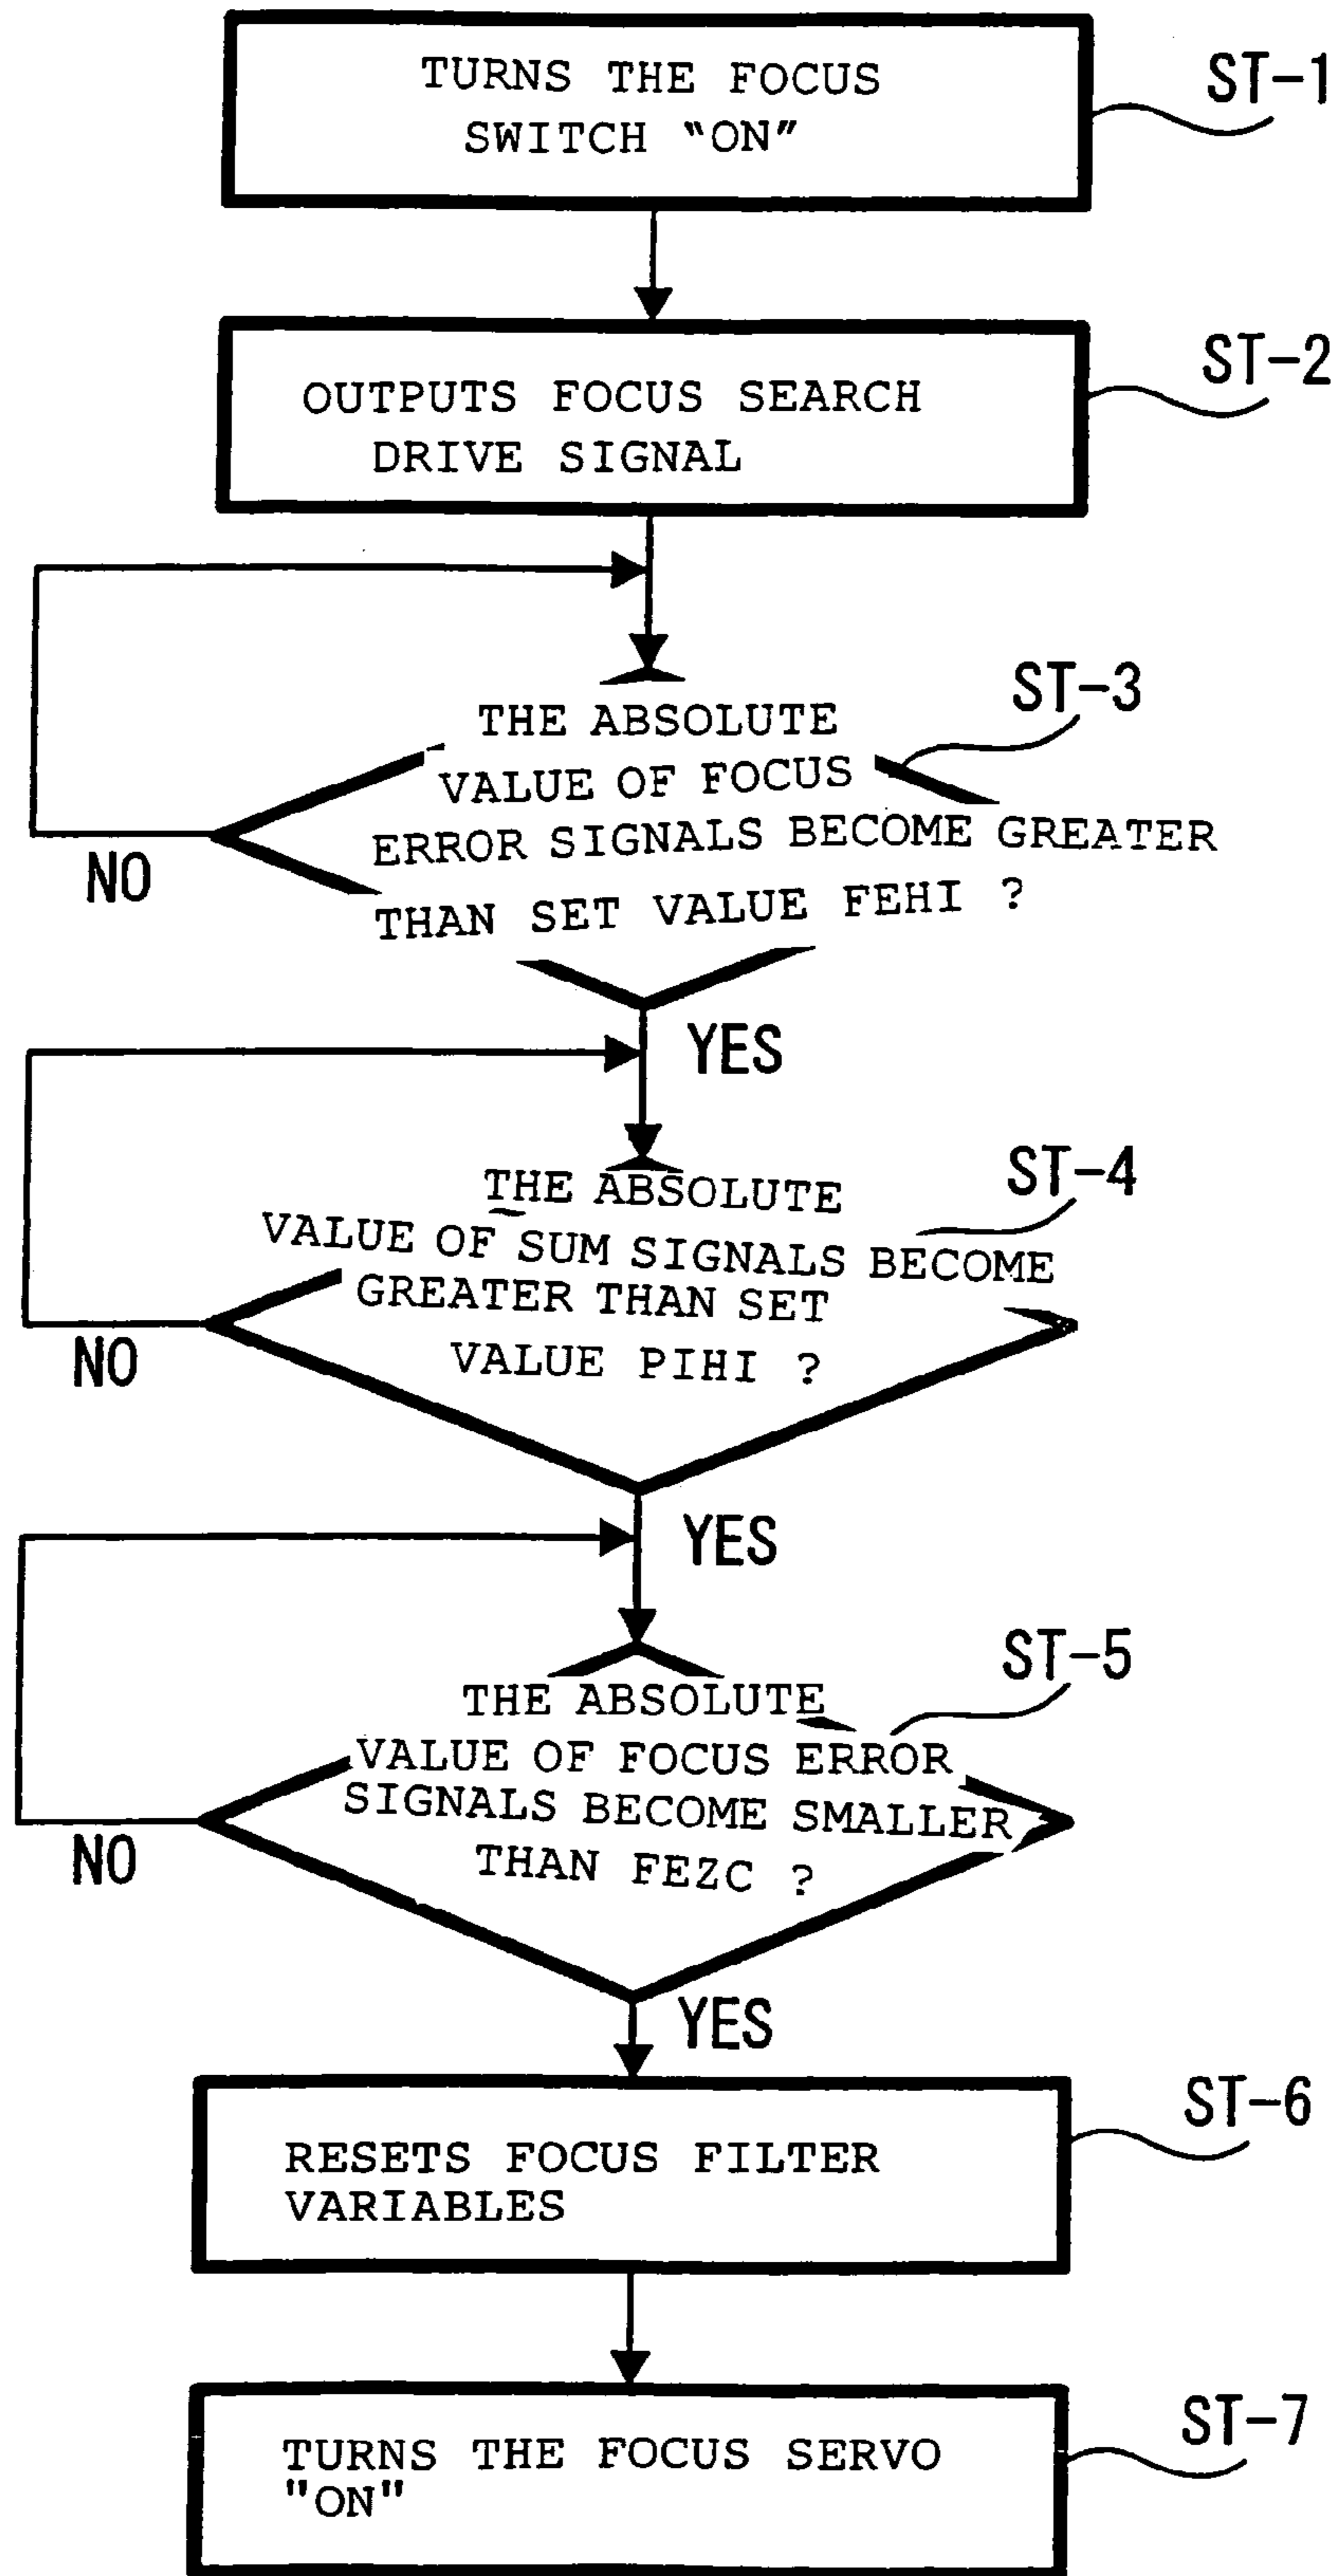 TURNS THE FOCUS
SWITCH “ON”
ST-1
OUTPUTS FOCUS SEARCH
DRIVE SIGNAL
ST-2
THE ABSOLUTE
VALUE OF FOCUS
ERROR SIGNALS BECOME GREATER
THAN SET VALUE FEHI ?
ST-3
NO
YES
THE ABSOLUTE
VALUE OF SUM SIGNALS BECOME
GREATER THAN SET
VALUE PIHI ?
ST-4
NO
YES
THE ABSOLUTE
VALUE OF FOCUS ERROR
SIGNALS BECOME SMALLER
THAN FEZC ?
ST-5
NO
YES
RESETS FOCUS FILTER
VARIABLES
ST-6
TURNS THE FOCUS SERVO
"ON"
ST-7